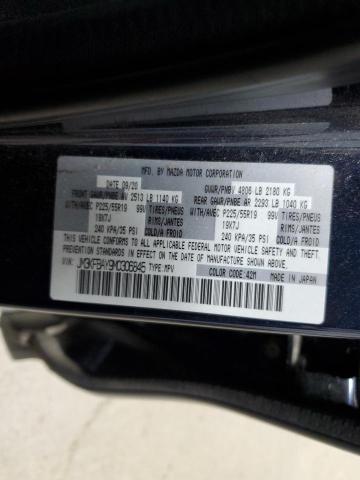 MFD. BY MAZDA MOTOR CORPORATION
DATE: 09/20 GVWR/PNBV 4806 LB 2180 KG
FRONT GAWR/PNBE AV 2513 LB 1140 KG REAR GAWR/PNBE AR 2293 LB 1040 KG
WITH/AVEC P225/55R19 99V TIRES/PNEUS WITH/AVEC P225/55R19 99V TIRES/PNEUS
19X7J RIMS/JANTES 19X7J RIMS/JANTES
240 KPA/35 PSI COLD/A FROID 240 KPA/35 PSI COLD/A FROID
THIS VEHICLE CONFORMS TO ALL APPLICABLE FEDERAL MOTOR VEHICLE SAFETY, BUMPER, AND THEFT
PREVENTION STANDARDS IN EFFECT ON THE
DATE OF MANUFACTURE SHOWN ABOVE.
VIN: TYPE: MPV COLOR CODE: 42M MADE IN JAPAN